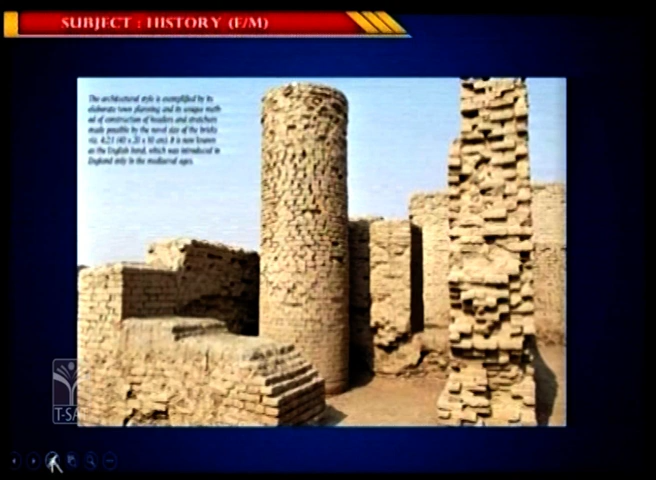 SUBJECT : HISTORY (E/M)
The architectural style is exemplified by its
elaborate town planning and its unique meth
od of construction of headers and stretchers
made possible by the novel size of the bricks
viz. 4:2:1 (40 x 20 x 10 cm). It is now known
as the English bond, which was introduced in
England only in the mediaeval ages.
T-SA